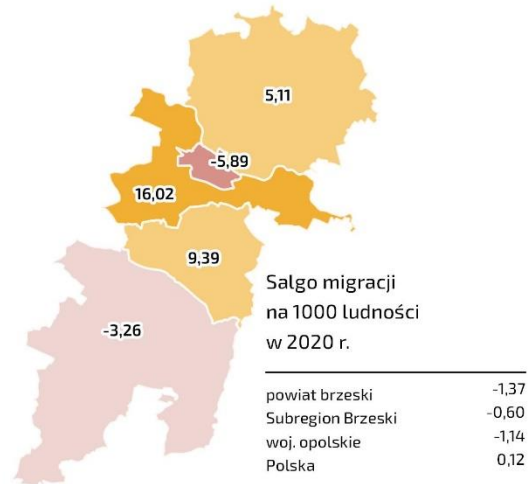 5,11
-5,89
16,02
9,39
-3,26
Salgo migracji
na 1000 ludności
w 2020 r.
powiat brzeski -1,37
Subregion Brzeski -0,60
woj. opolskie -1,14
Polska 0,12